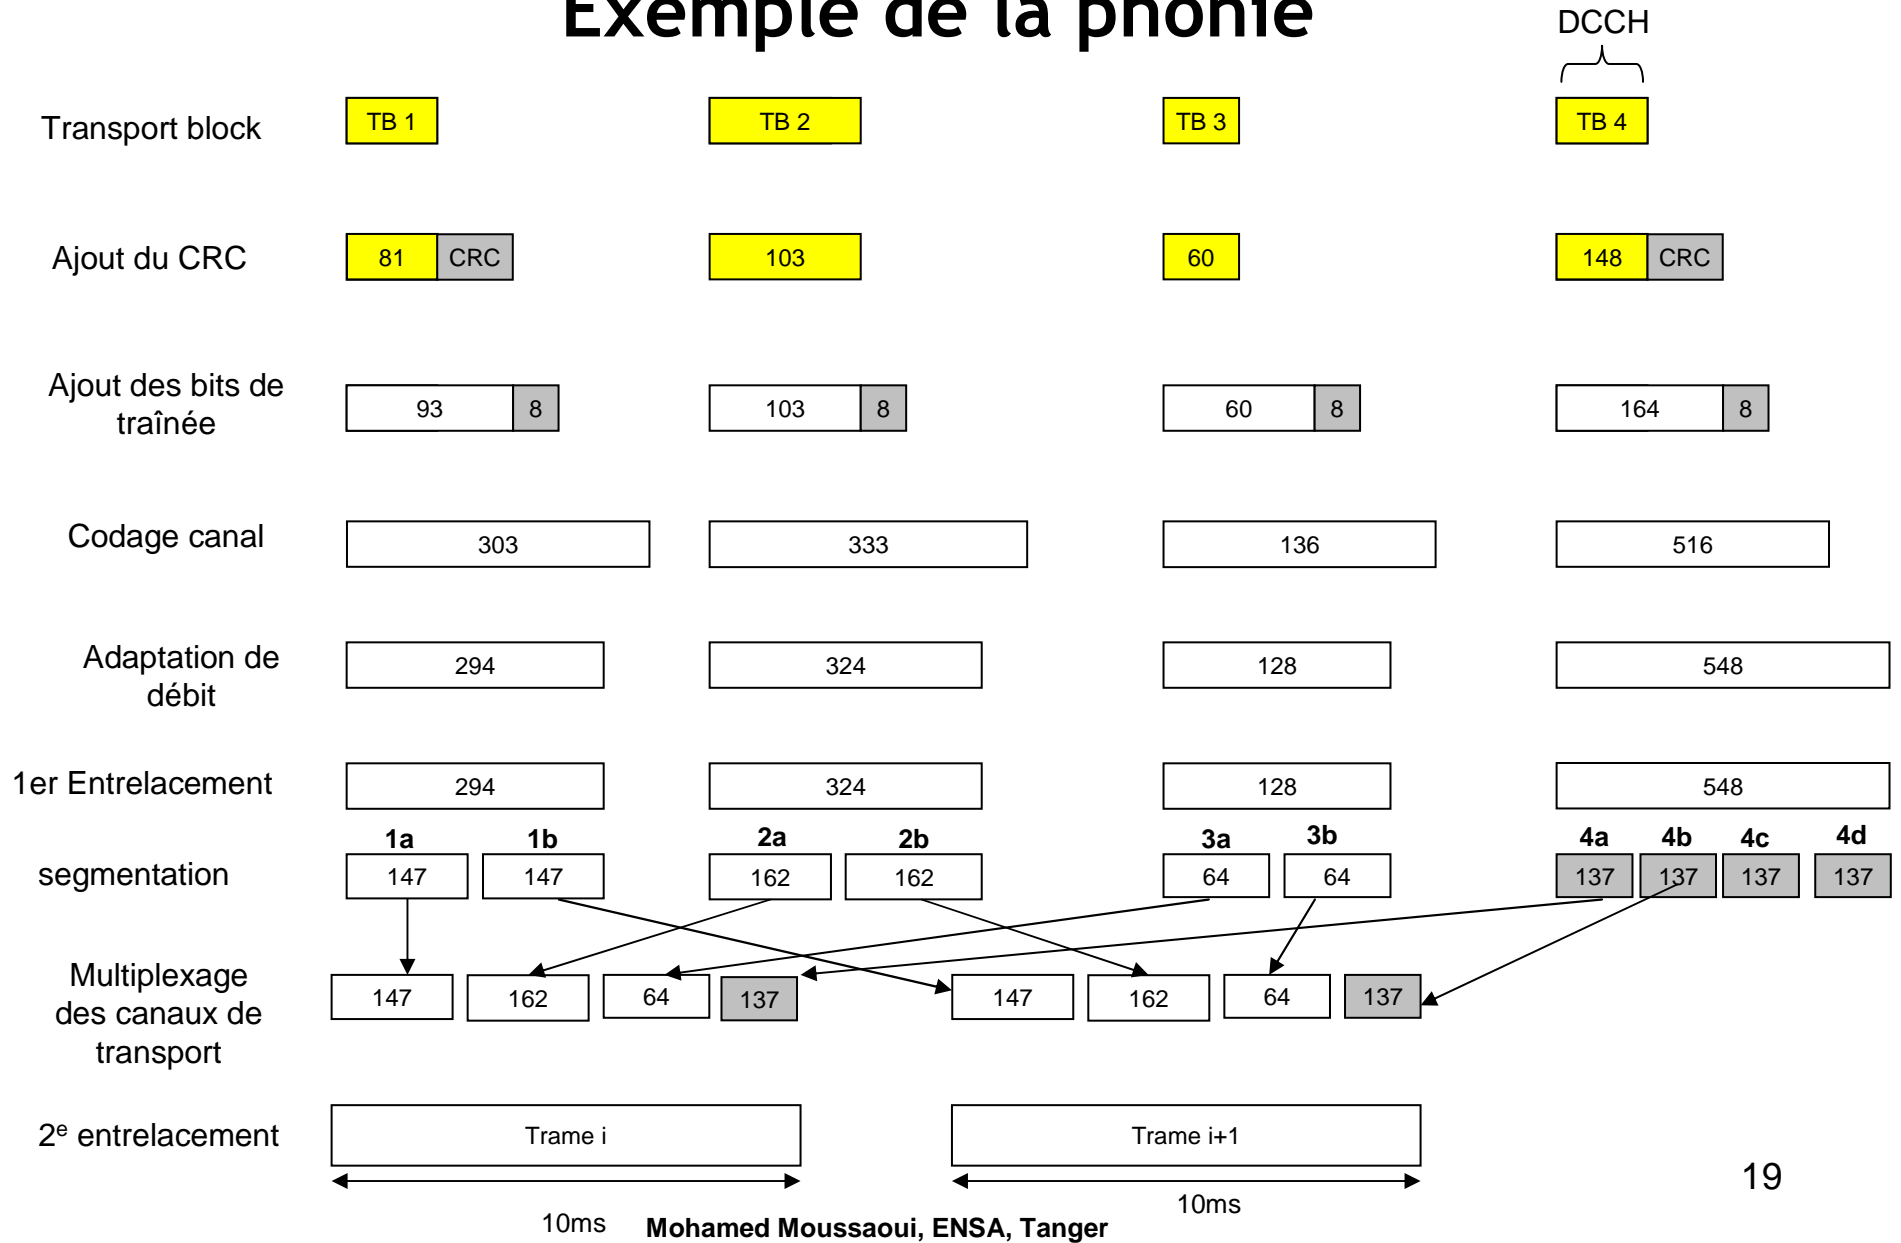 Exemple de la phonie
DCCH
Transport block
TB 1
TB 2
TB 3
TB 4
Ajout du CRC
81 CRC
103
60
148 CRC
Ajout des bits de
traînée
93 8
103 8
60 8
164 8
Codage canal
303
333
136
516
Adaptation de
débit
294
324
128
548
1er Entrelacement
294
324
128
548
1a 1b 2a 2b 3a 3b 4a 4b 4c 4d
segmentation
147 147 162 162 64 64 137 137 137 137
Multiplexage
des canaux de
transport
147 162 64 137 147 162 64 137
2e entrelacement
Trame i
Trame i+1
10ms
10ms
19
Mohamed Moussaoui, ENSA, Tanger